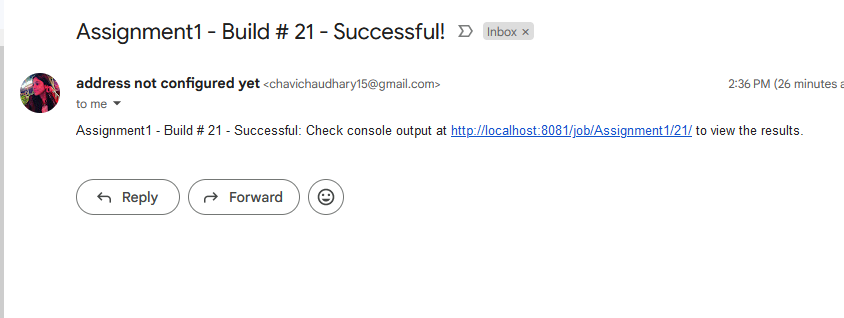 Assignment1 - Build # 21 - Successful! Inbox ×
address not configured yet <chavichaudhary15@gmail.com> 2:36 PM (26 minutes a
to me
Assignment1 - Build # 21 - Successful: Check console output at http://localhost:8081/job/Assignment1/21/ to view the results.
Reply Forward